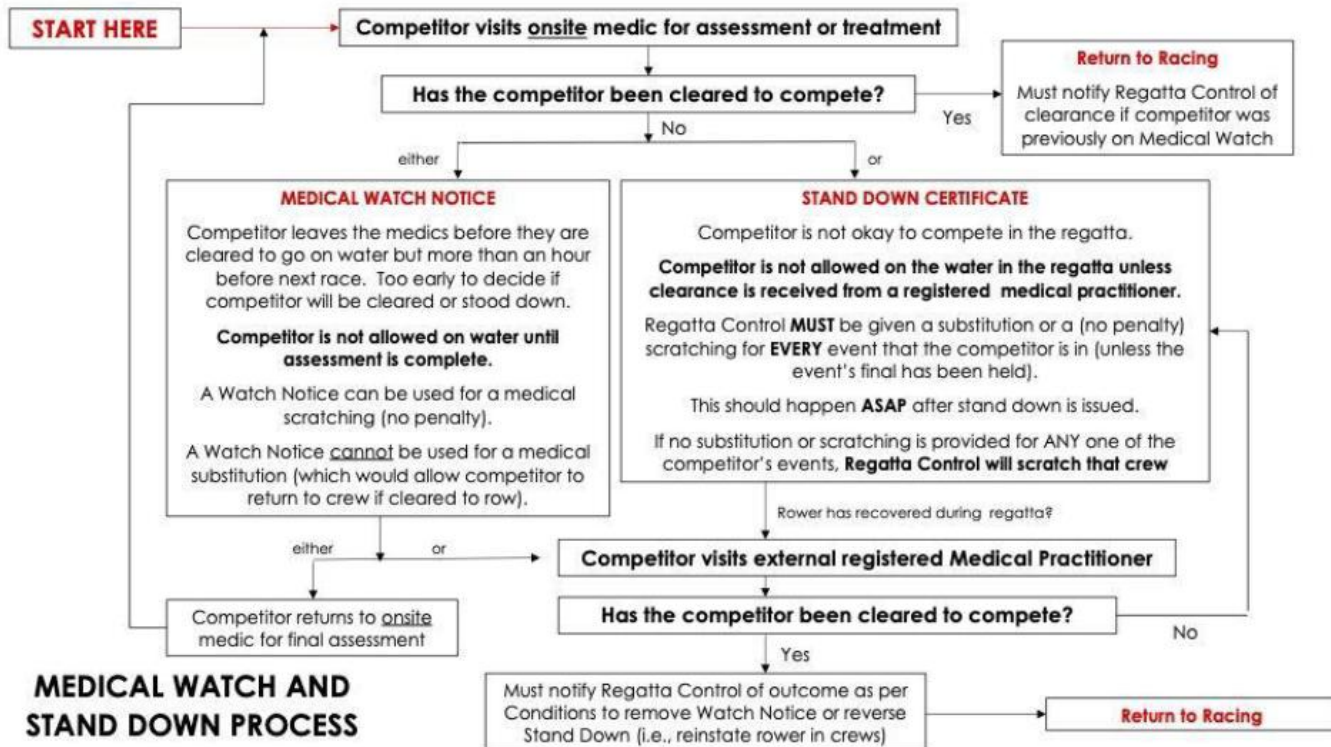 START HERE
Competitor visits onsite medic for assessment or treatment
Has the competitor been cleared to compete?
Yes
Return to Racing
Must notify Regatta Control of
clearance if competitor was
previously on Medical Watch
No
either
or
MEDICAL WATCH NOTICE
Competitor leaves the medics before they are
cleared to go on water but more than an hour
before next race. Too early to decide if
competitor will be cleared or stood down.
Competitor is not allowed on water until
assessment is complete.
A Watch Notice can be used for a medical
scratching (no penalty).
A Watch Notice cannot be used for a medical
substitution (which would allow competitor to
return to crew if cleared to row).
STAND DOWN CERTIFICATE
Competitor is not okay to compete in the regatta.
Competitor is not allowed on the water in the regatta unless
clearance is received from a registered medical practitioner.
Regatta Control MUST be given a substitution or a (no penalty)
scratching for EVERY event that the competitor is in (unless the
event's final has been held).
This should happen ASAP after stand down is issued.
If no substitution or scratching is provided for ANY one of the
competitor's events, Regatta Control will scratch that crew
Rower has recovered during regatta?
either
or
Competitor visits external registered Medical Practitioner
Competitor returns to onsite
medic for final assessment
Has the competitor been cleared to compete?
No
Yes
MEDICAL WATCH AND
STAND DOWN PROCESS
Must notify Regatta Control of outcome as per
Conditions to remove Watch Notice or reverse
Stand Down (i.e., reinstate rower in crews)
Return to Racing